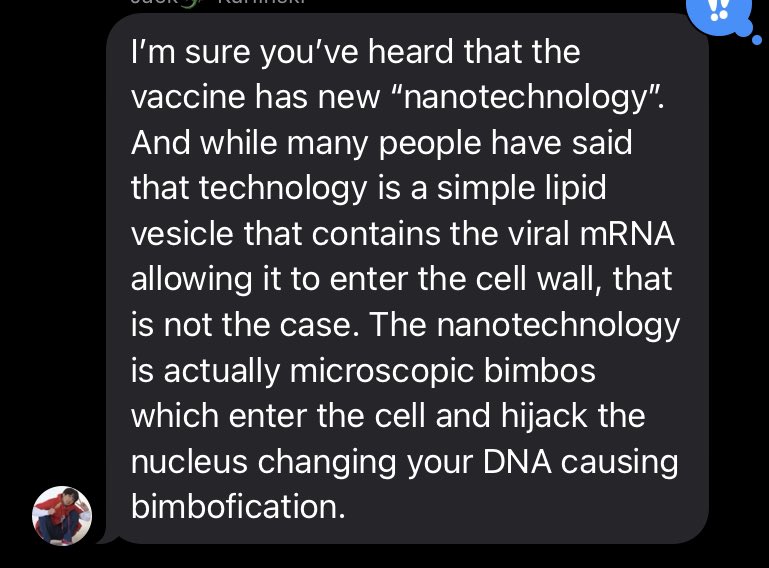 I’m sure you’ve heard that the
vaccine has new “nanotechnology”.
And while many people have said
that technology is a simple lipid
vesicle that contains the viral mRNA
allowing it to enter the cell wall, that
is not the case. The nanotechnology
is actually microscopic bimbos
which enter the cell and hijack the
nucleus changing your DNA causing
bimbofication.